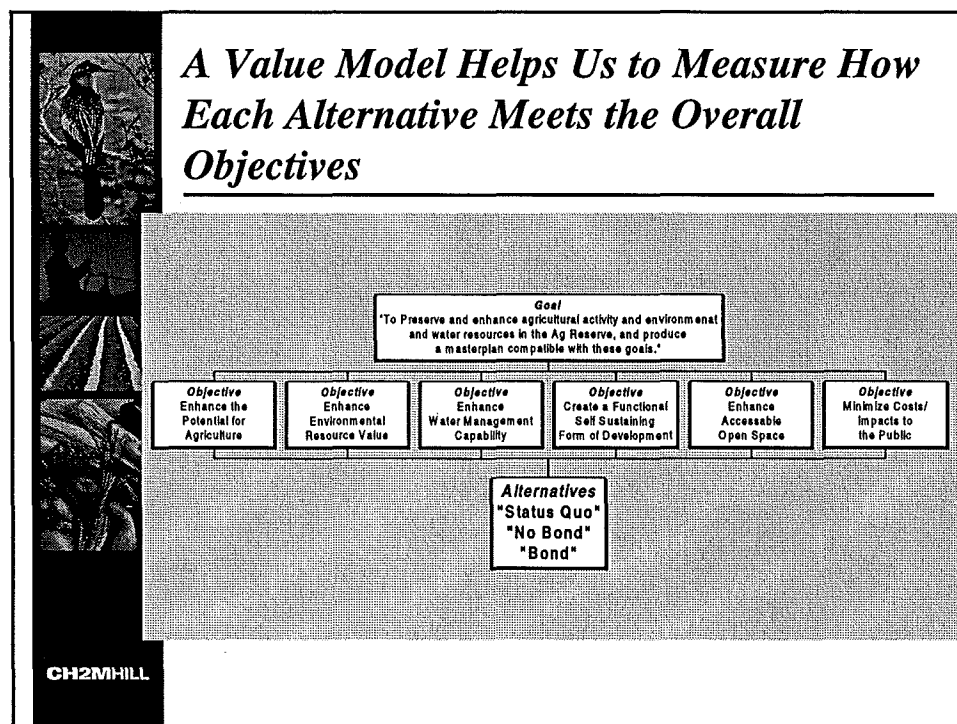 A Value Model Helps Us to Measure How
Each Alternative Meets the Overall
Objectives
Goal
"To Preserve and enhance agricultural activity and environmenat
and water resources in the Ag Reserve, and produce
a masterplan compatible with these goals."
Objective
Enhance the
Potential for
Agriculture
Objective
Enhance
Environmental
Resource Value
Objective
Enhance
Water Management
Capability
Objective
Create a Functional
Self Sustaining
Form of Development
Objective
Enhance
Accessable
Open Space
Objective
Minimize Costs/
Impacts to
the Public
Alternatives
"Status Quo"
"No Bond"
"Bond"
CH2MHILL